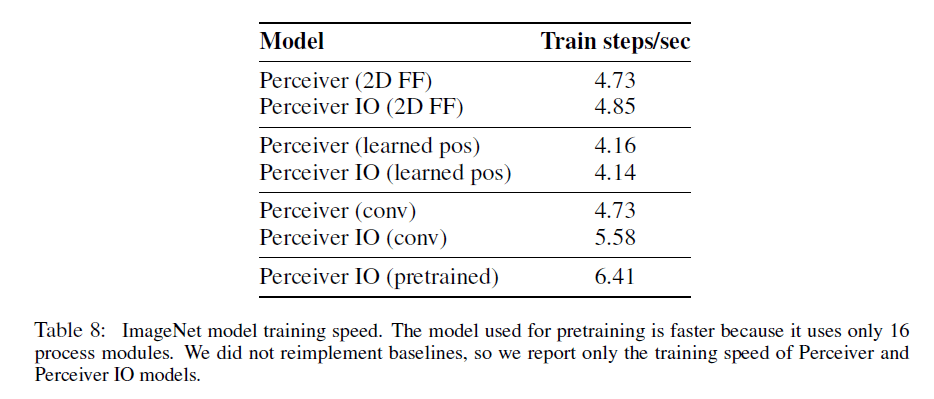 Model Train steps/sec
Perceiver (2D FF) 4.73
Perceiver IO (2D FF) 4.85
Perceiver (learned pos) 4.16
Perceiver IO (learned pos) 4.14
Perceiver (conv) 4.73
Perceiver IO (conv) 5.58
Perceiver IO (pretrained) 6.41
Table 8: ImageNet model training speed. The model used for pretraining is faster because it uses only 16
process modules. We did not reimplement baselines, so we report only the training speed of Perceiver and
Perceiver IO models.